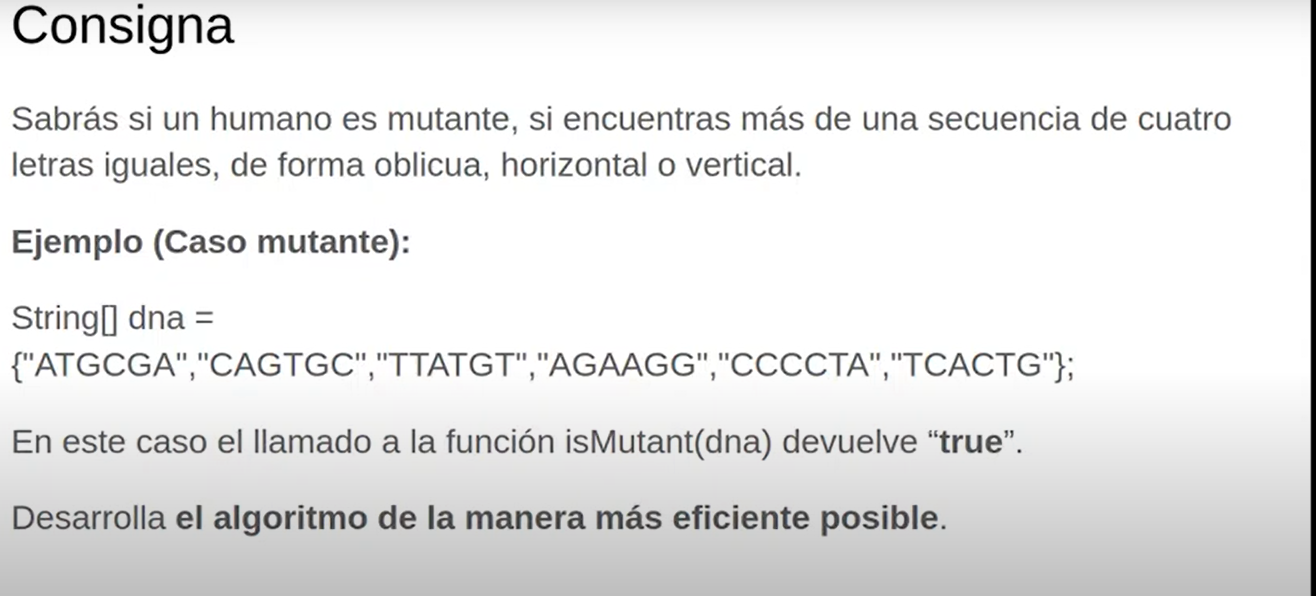 Consigna
Sabrás si un humano es mutante, si encuentras más de una secuencia de cuatro
letras iguales, de forma oblicua, horizontal o vertical.
Ejemplo (Caso mutante):
String[] dna =
{"ATGCGA","CAGTGC","TTATGT","AGAAGG","CCCCTA","TCACTG"};
En este caso el llamado a la función isMutant(dna) devuelve “true”.
Desarrolla el algoritmo de la manera más eficiente posible.